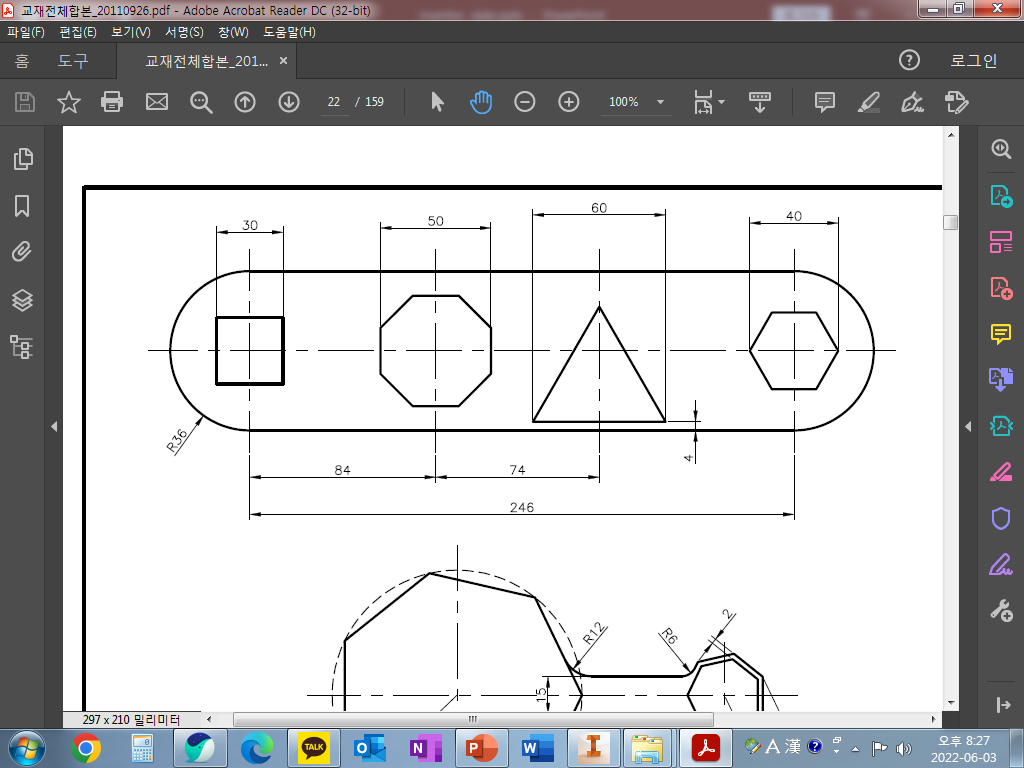 교재전체합본_20110926.pdf - Adobe Acrobat Reader DC (32-bit)
파일(F) 편집(E) 보기(V) 서명(S) 창(W) 도움말(H)
홈 도구 교재전체합본_201... × ? 로그인
22 / 159 100%
60
30 50 40
R36
4
84 74
246
2
R12 R6
15
297 x 210 밀리미터
TALK N P W I A 漢 ? 오후 8:27
2022-06-03